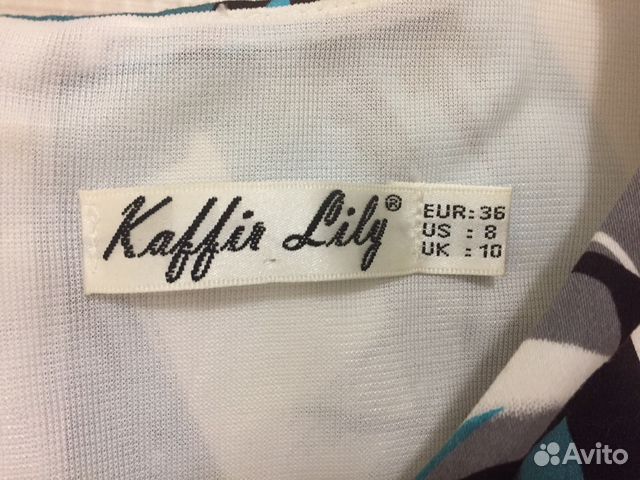 Kaffir Lily®
EUR:36
US : 8
UK : 10
Avito